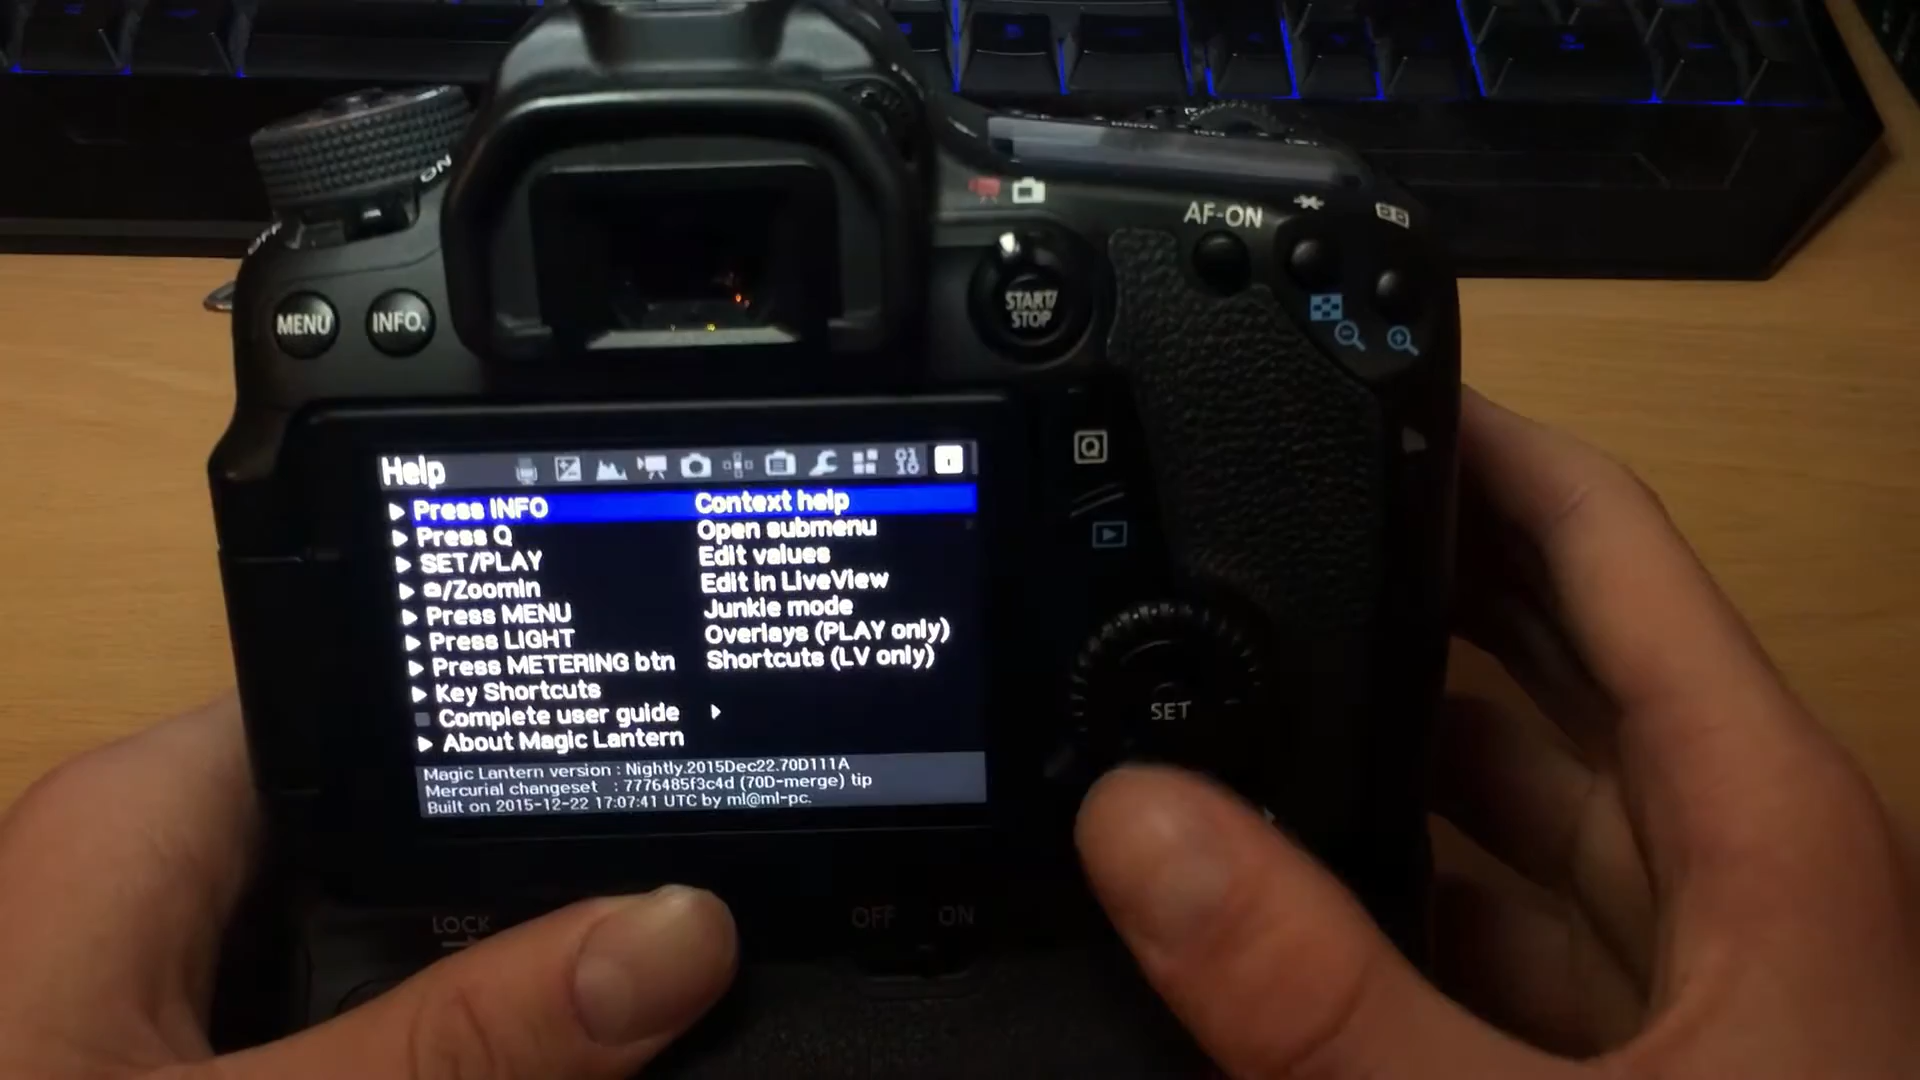 ON
OFF
AF-ON
MENU
INFO.
START/
STOP
Q
Help
Press INFO Context help
Press Q Open submenu
SET/PLAY Edit values
/ZoomIn Edit in LiveView
Press MENU Junkie mode
Press LIGHT Overlays (PLAY only)
Press METERING btn Shortcuts (LV only)
Key Shortcuts
Complete user guide
About Magic Lantern
Magic Lantern version : Nightly.2015Dec22.70D111A
Mercurial changeset : 7776485f3c4d (70D-merge) tip
Built on 2015-12-22 17:07:41 UTC by ml@ml-pc.
SET
LOCK
OFF ON